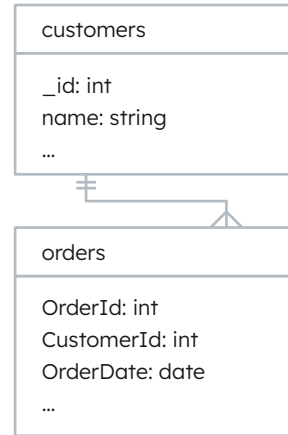 customers
_id: int
name: string
...
orders
OrderId: int
CustomerId: int
OrderDate: date
...